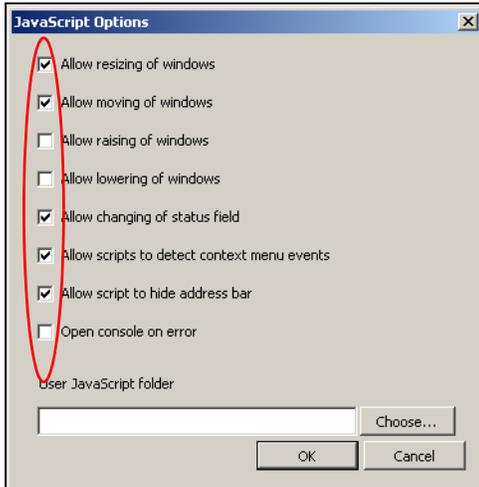 JavaScript Options
Allow resizing of windows
Allow moving of windows
Allow raising of windows
Allow lowering of windows
Allow changing of status field
Allow scripts to detect context menu events
Allow script to hide address bar
Open console on error
User JavaScript folder
Choose...
OK Cancel